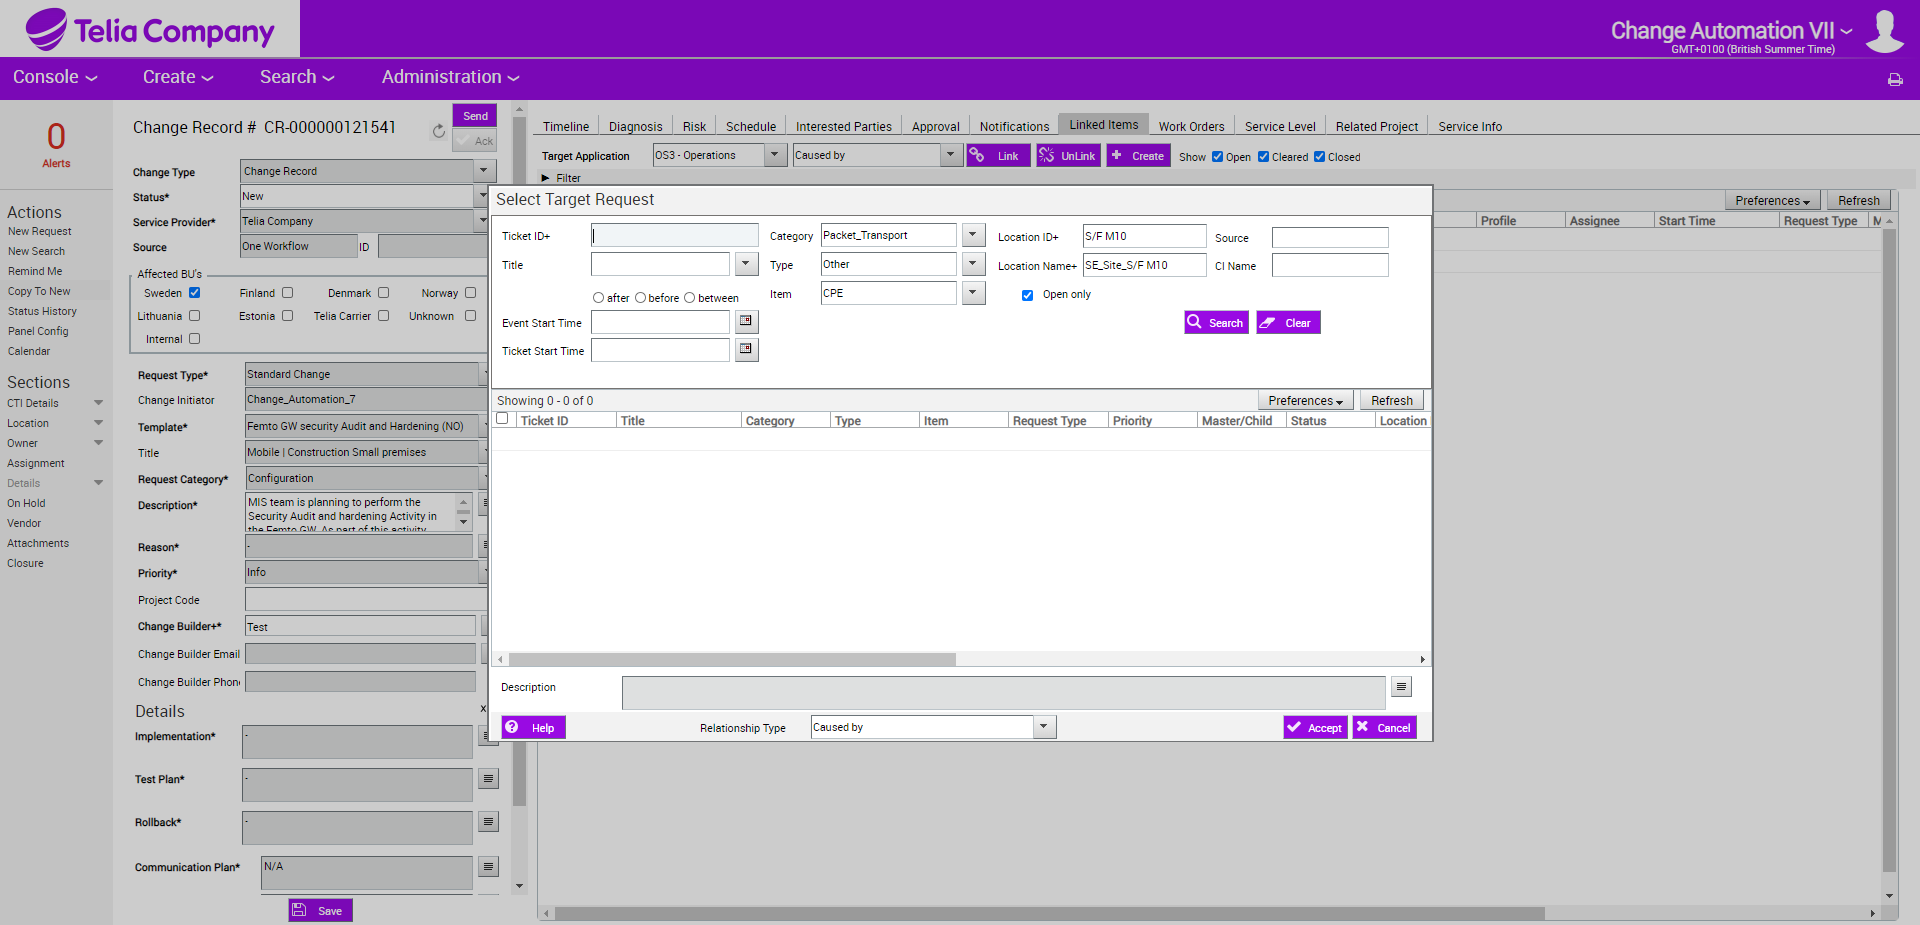 Telia Company
Change Automation VII
GMT+0100 (British Summer Time)
Console Create Search Administration
0
Alerts
Actions
New Request
New Search
Remind Me
Copy To New
Status History
Panel Config
Calendar
Sections
CTI Details
Location
Owner
Assignment
Details
On Hold
Vendor
Attachments
Closure
Change Record # CR-000000121541
Send
Ack
Change Type Change Record
Status* New
Service Provider* Telia Company
Source One Workflow ID
Affected BU's
Sweden Finland Denmark Norway
Lithuania Estonia Telia Carrier Unknown
Internal
Request Type* Standard Change
Change Initiator Change_Automation_7
Template* Femto GW security Audit and Hardening (NO)
Title Mobile | Construction Small premises
Request Category* Configuration
Description* MIS team is planning to perform the
Security Audit and hardening Activity in
the Femto GW. As part of this activity
Reason* -
Priority* Info
Project Code
Change Builder+* Test
Change Builder Email
Change Builder Phon
Details x
Implementation* -
Test Plan* -
Rollback* -
Communication Plan* N/A
Save
Timeline Diagnosis Risk Schedule Interested Parties Approval Notifications Linked Items Work Orders Service Level Related Project Service Info
Target Application OS3 - Operations Caused by Link UnLink Create Show Open Cleared Closed
Filter
Preferences Refresh
Profile Assignee Start Time Request Type M
Select Target Request
Ticket ID+ Category Packet_Transport Location ID+ S/F M10 Source
Title Type Other Location Name+ SE_Site_S/F M10 CI Name
after before between Item CPE Open only
Event Start Time Search Clear
Ticket Start Time
Showing 0 - 0 of 0 Preferences Refresh
Ticket ID Title Category Type Item Request Type Priority Master/Child Status Location
Description
Help Relationship Type Caused by Accept Cancel